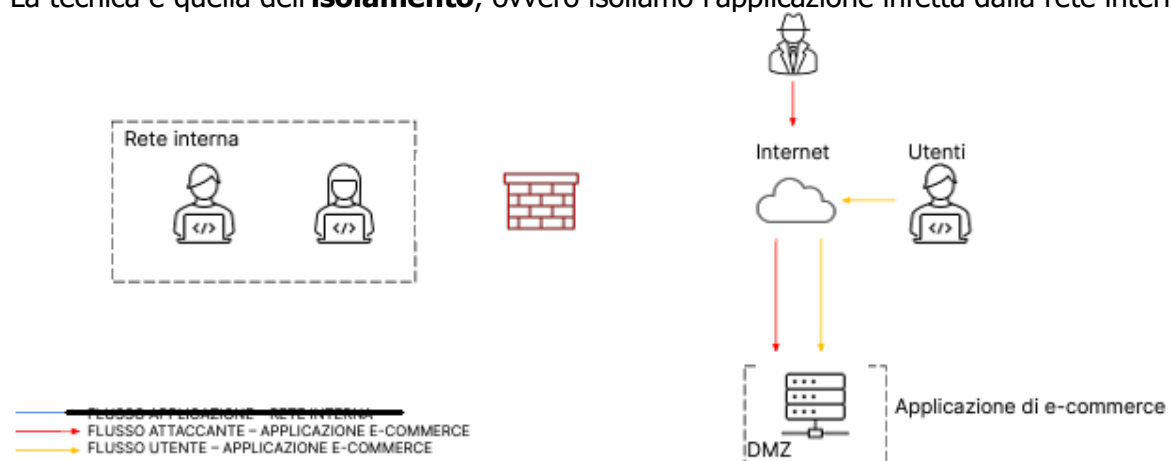 La tecnica è quella dell'isolamento, ovvero isoliamo l'applicazione infetta dalla rete inter
Rete interna
Internet
Utenti
Applicazione di e-commerce
DMZ
FLUSSO APPLICAZIONE – RETE INTERNA
FLUSSO ATTACCANTE – APPLICAZIONE E-COMMERCE
FLUSSO UTENTE – APPLICAZIONE E-COMMERCE